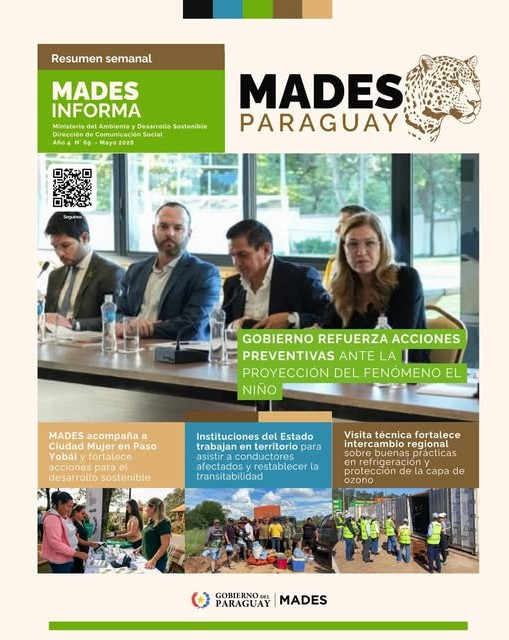 Resumen semanal
MADES
INFORMA
Ministerio del Ambiente y Desarrollo Sostenible
Dirección de Comunicación Social
Año 4 N° 69 - Mayo 2026
MADES
PARAGUAY
Seguinos
GOBIERNO REFUERZA ACCIONES
PREVENTIVAS ANTE LA
PROYECCIÓN DEL FENÓMENO EL
NIÑO
MADES acompaña a
Ciudad Mujer en Paso
Yobái y fortalece
acciones para el
desarrollo sostenible
Instituciones del Estado
trabajan en territorio para
asistir a conductores
afectados y restablecer la
transitabilidad
Visita técnica fortalece
intercambio regional
sobre buenas prácticas
en refrigeración y
protección de la capa de
ozono
GOBIERNO DEL
PARAGUAY
MADES